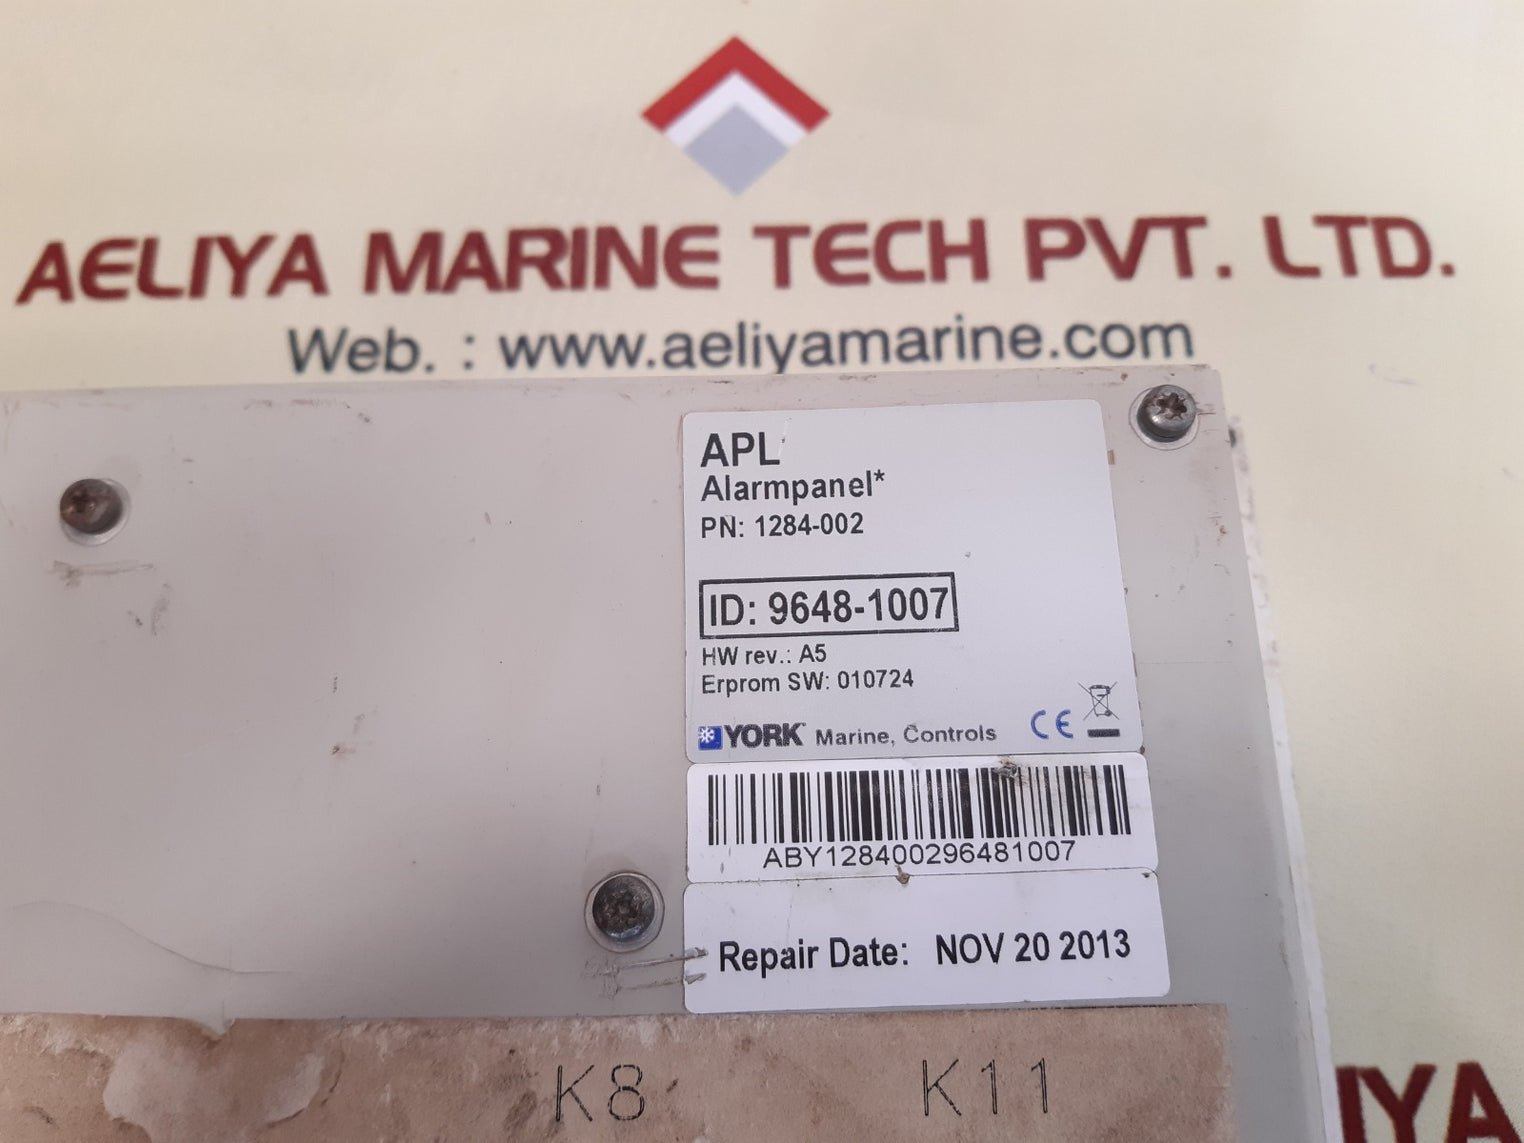 AELIYA MARINE TECH PVT. LTD.
Web. : www.aeliyamarine.com
APL
Alarmpanel*
PN: 1284-002
ID: 9648-1007
HW rev.: A5
Erprom SW: 010724
YORK Marine, Controls CE
ABY128400296481007
Repair Date: NOV 20 2013
K8 K11
IYA